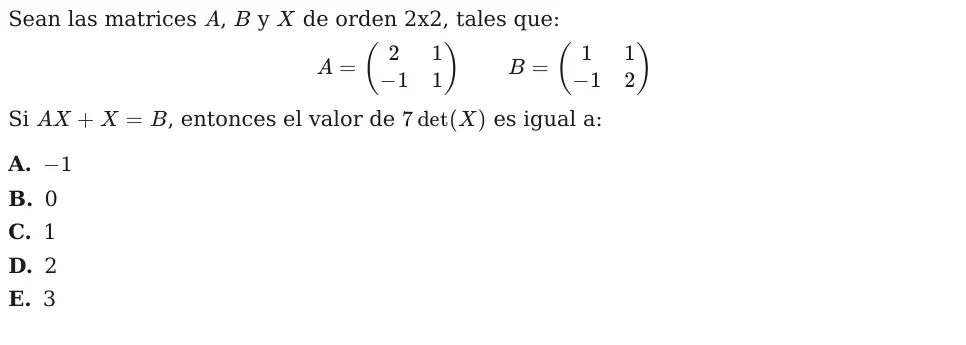 Sean las matrices A, B y X de orden 2x2, tales que:
A = ( 2 1 ) B = ( 1 1 )
−1 1 −1 2
Si AX + X = B, entonces el valor de 7 det(X) es igual a:
A. −1
B. 0
C. 1
D. 2
E. 3